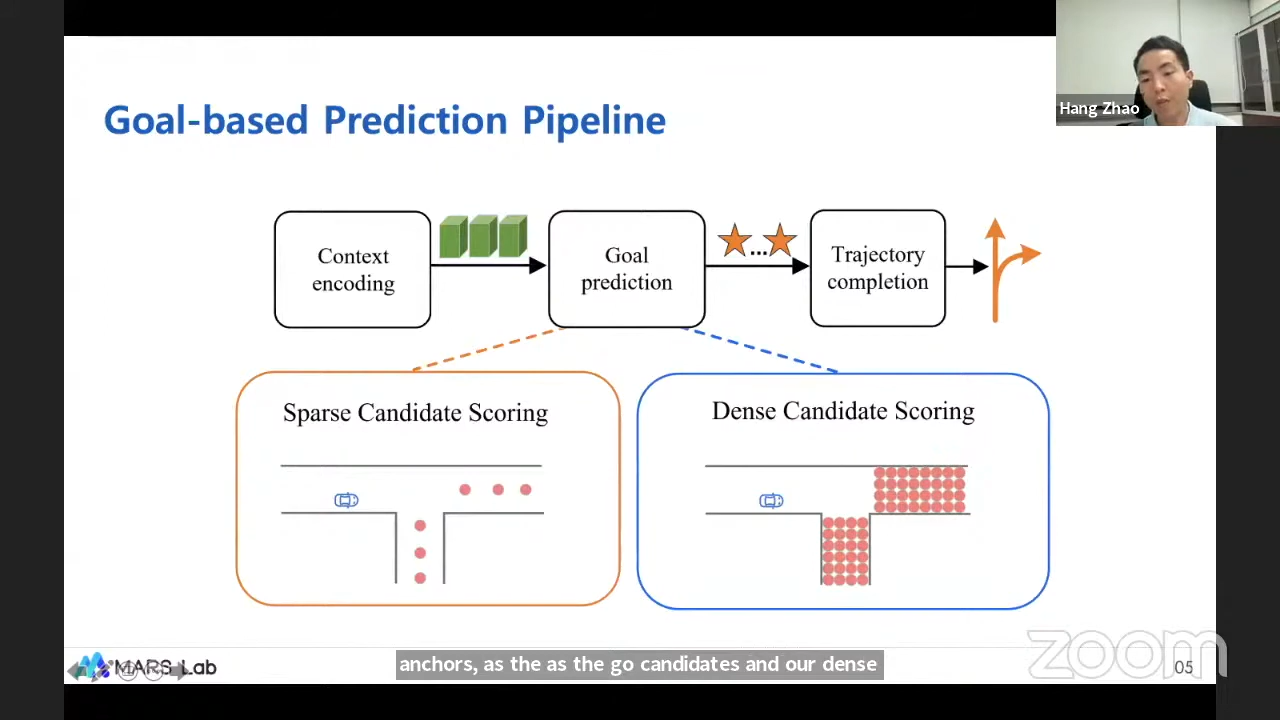 Hang Zhao
Goal-based Prediction Pipeline
Context
encoding
Goal
prediction
...
Trajectory
completion
Sparse Candidate Scoring
Dense Candidate Scoring
MARS Lab
anchors, as the as the go candidates and our dense
zoom
05